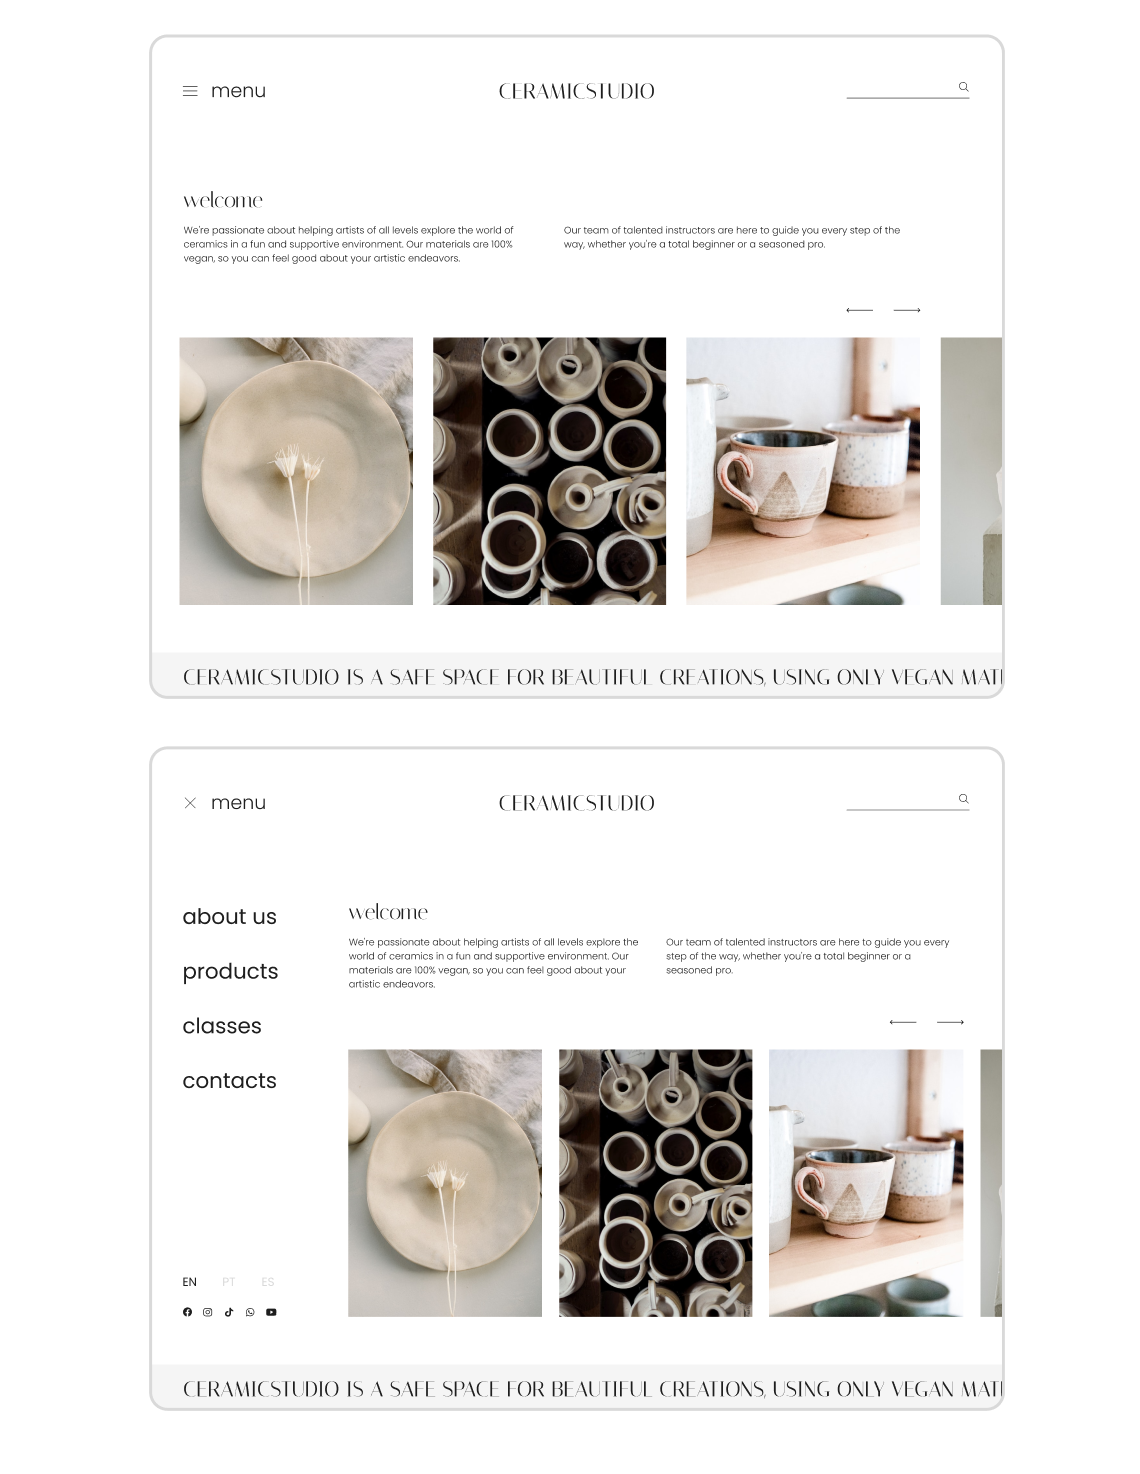 menu
CERAMICSTUDIO
welcome
We're passionate about helping artists of all levels explore the world of
ceramics in a fun and supportive environment. Our materials are 100%
vegan, so you can feel good about your artistic endeavors.
Our team of talented instructors are here to guide you every step of the
way, whether you're a total beginner or a seasoned pro.
CERAMICSTUDIO IS A SAFE SPACE FOR BEAUTIFUL CREATIONS, USING ONLY VEGAN
menu
CERAMICSTUDIO
about us
products
classes
contacts
EN PT ES
welcome
We're passionate about helping artists of all levels explore the
world of ceramics in a fun and supportive environment. Our
materials are 100% vegan, so you can feel good about your
artistic endeavors.
Our team of talented instructors are here to guide you every
step of the way, whether you're a total beginner or a
seasoned pro.
CERAMICSTUDIO IS A SAFE SPACE FOR BEAUTIFUL CREATIONS, USING ONLY VEGAN